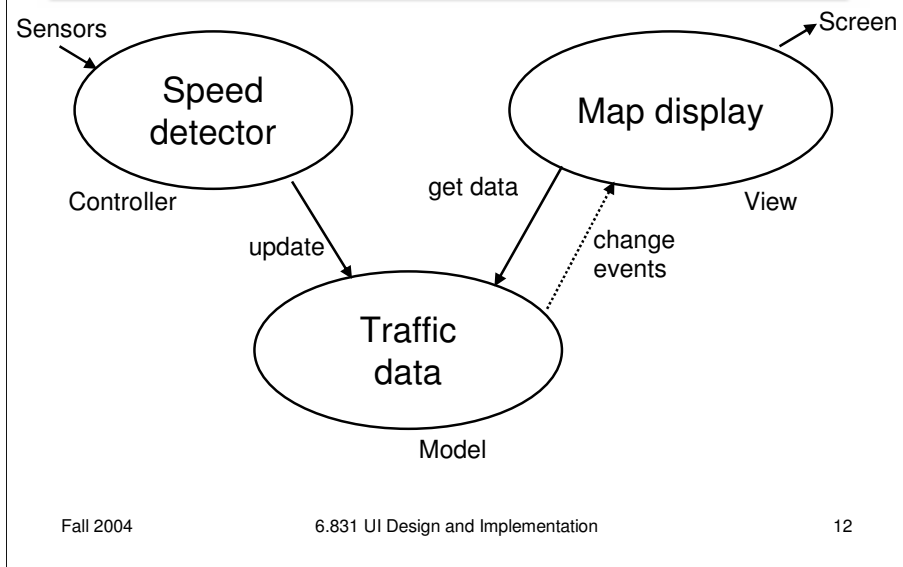 Sensors
Screen
Speed
detector
Map display
Controller
get data
View
update
change
events
Traffic
data
Model
Fall 2004
6.831 UI Design and Implementation
12